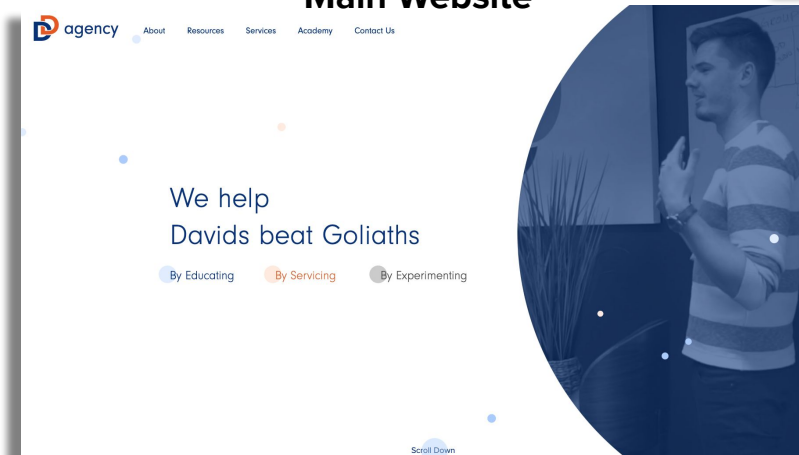 Main Website
agency
About Resources Services Academy Contact Us
We help
Davids beat Goliaths
By Educating By Servicing By Experimenting
Scroll Down